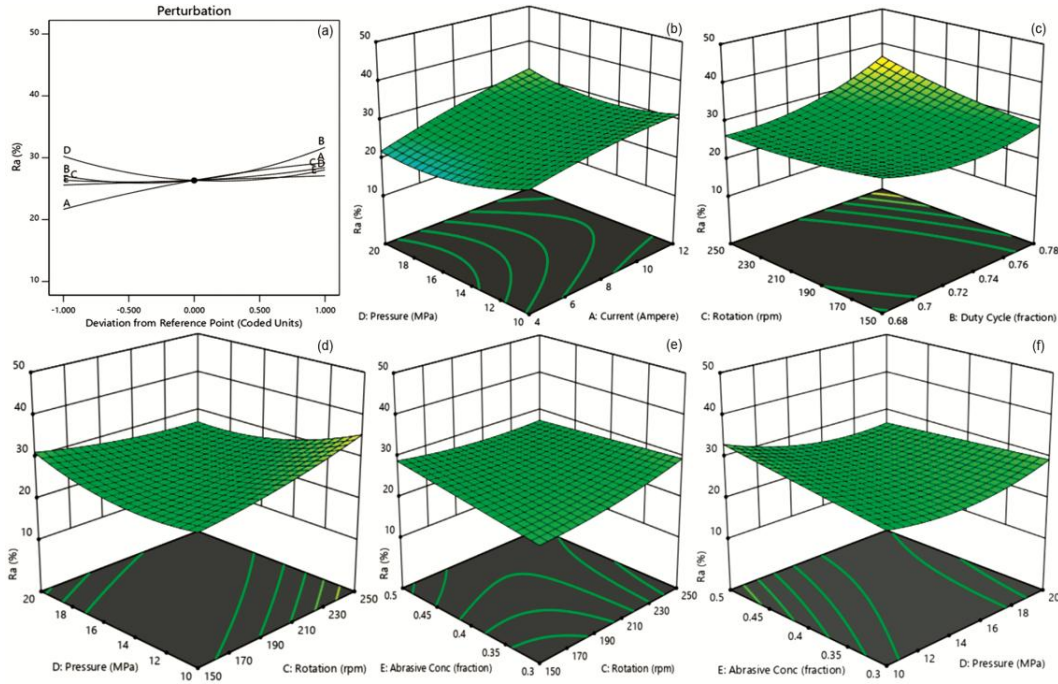 Perturbation
(a)
50
40
30
20
10
Ra (%)
D
B
C
E
A
B
A
C
D
E
-1.000
-0.500
0.000
0.500
1.000
Deviation from Reference Point (Coded Units)
(b)
50
40
30
20
10
Ra (%)
20
18
16
14
12
10
4
6
8
10
12
D: Pressure (MPa)
A: Current (Ampere)
(c)
50
40
30
20
10
Ra (%)
250
230
210
190
170
150
0.68
0.7
0.72
0.74
0.76
0.78
C: Rotation (rpm)
B: Duty Cycle (fraction)
(d)
50
40
30
20
10
Ra (%)
20
18
16
14
12
10
150
170
190
210
230
250
D: Pressure (MPa)
C: Rotation (rpm)
(e)
50
40
30
20
10
Ra (%)
0.5
0.45
0.4
0.35
0.3
150
170
190
210
230
250
E: Abrasive Conc (fraction)
C: Rotation (rpm)
(f)
50
40
30
20
10
Ra (%)
0.5
0.45
0.4
0.35
0.3
10
12
14
16
18
20
E: Abrasive Conc (fraction)
D: Pressure (MPa)